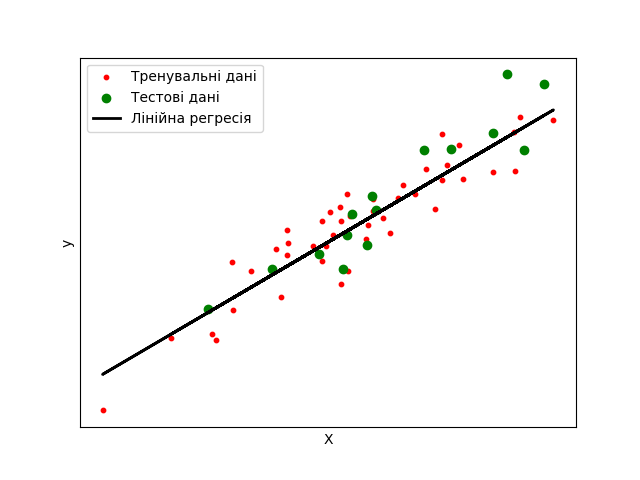 Тренувальні дані
Тестові дані
Лінійна регресія
y
X